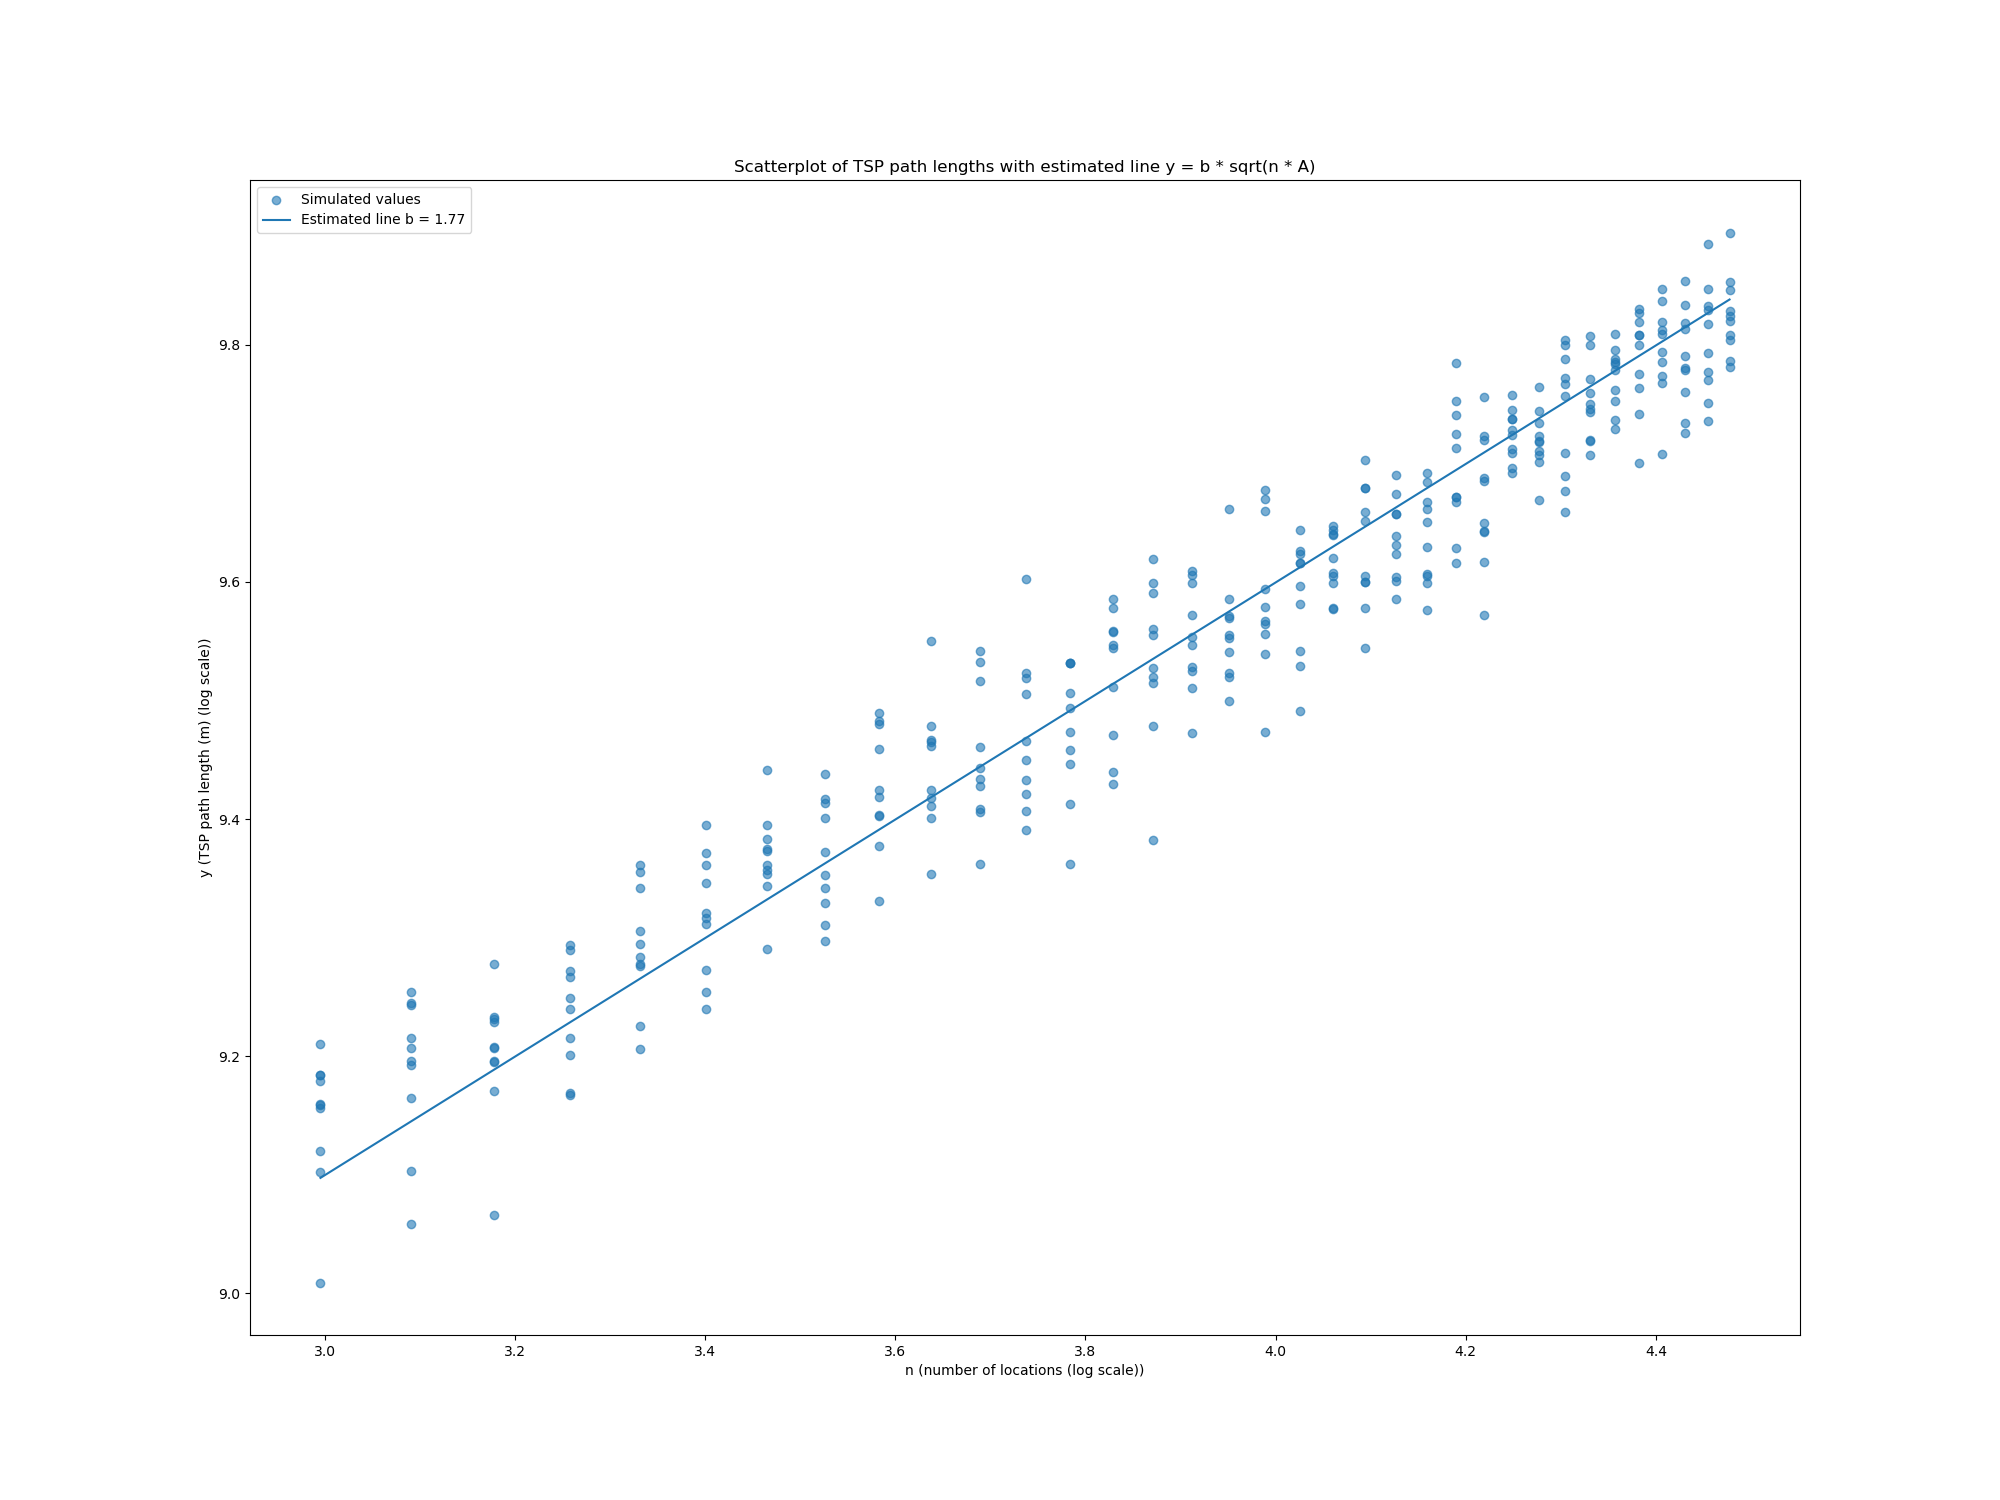 Scatterplot of TSP path lengths with estimated line y = b * sqrt(n * A)
Simulated values
Estimated line b = 1.77
y (TSP path length (m) (log scale))
9.8
9.6
9.4
9.2
9.0
3.0 3.2 3.4 3.6 3.8 4.0 4.2 4.4
n (number of locations (log scale))